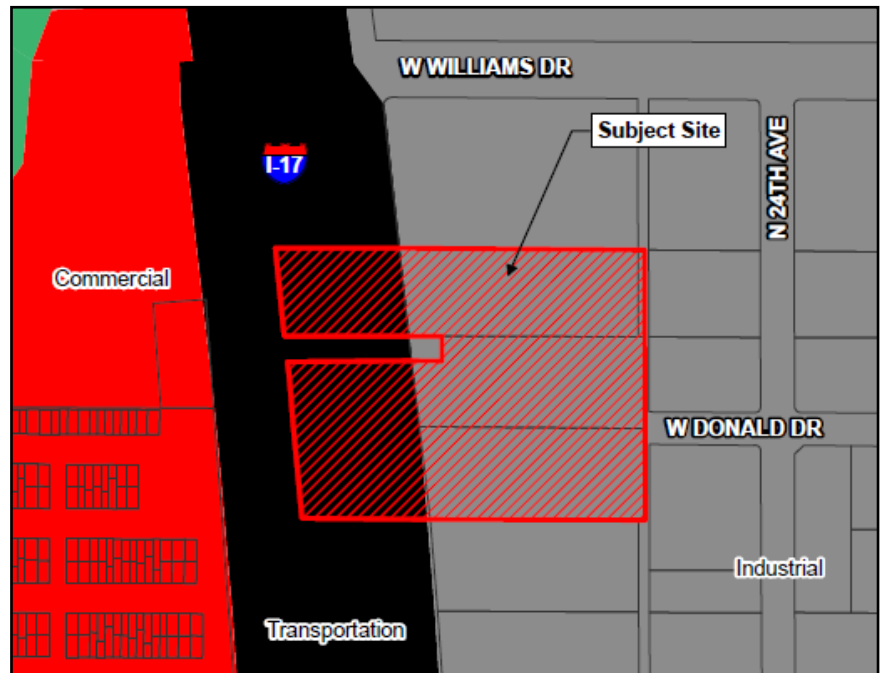 W WILLIAMS DR
Subject Site
I-17
N 24TH AVE
Commercial
W DONALD DR
Industrial
Transportation